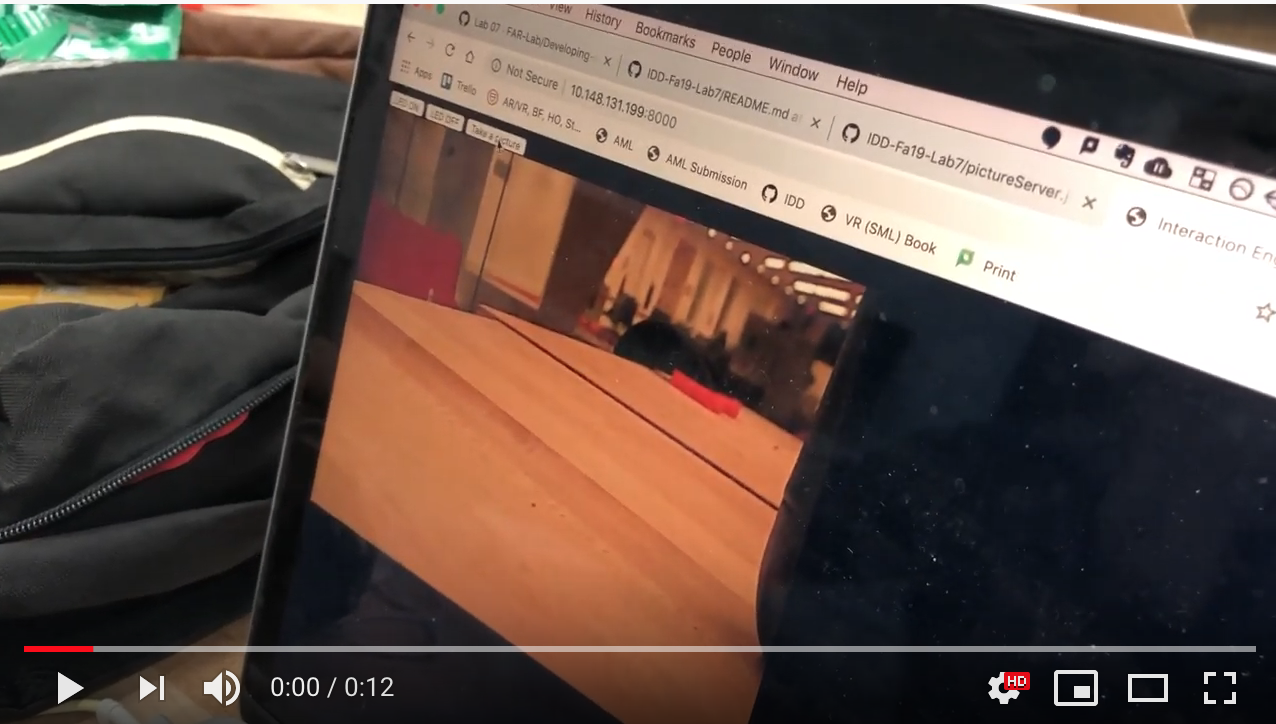 View History Bookmarks People Window Help
Lab 07 FAR-Lab/Developing-
IDD-Fa19-Lab7/README.md a
IDD-Fa19-Lab7/pictureServer.j
Interaction En
Not Secure | 10.148.131.199:8000
Apps Trello AR/VR, BF, HO, St... AML AML Submission IDD VR (SML) Book Print
LED ON LED OFF Take a picture
0:00 / 0:12
HD